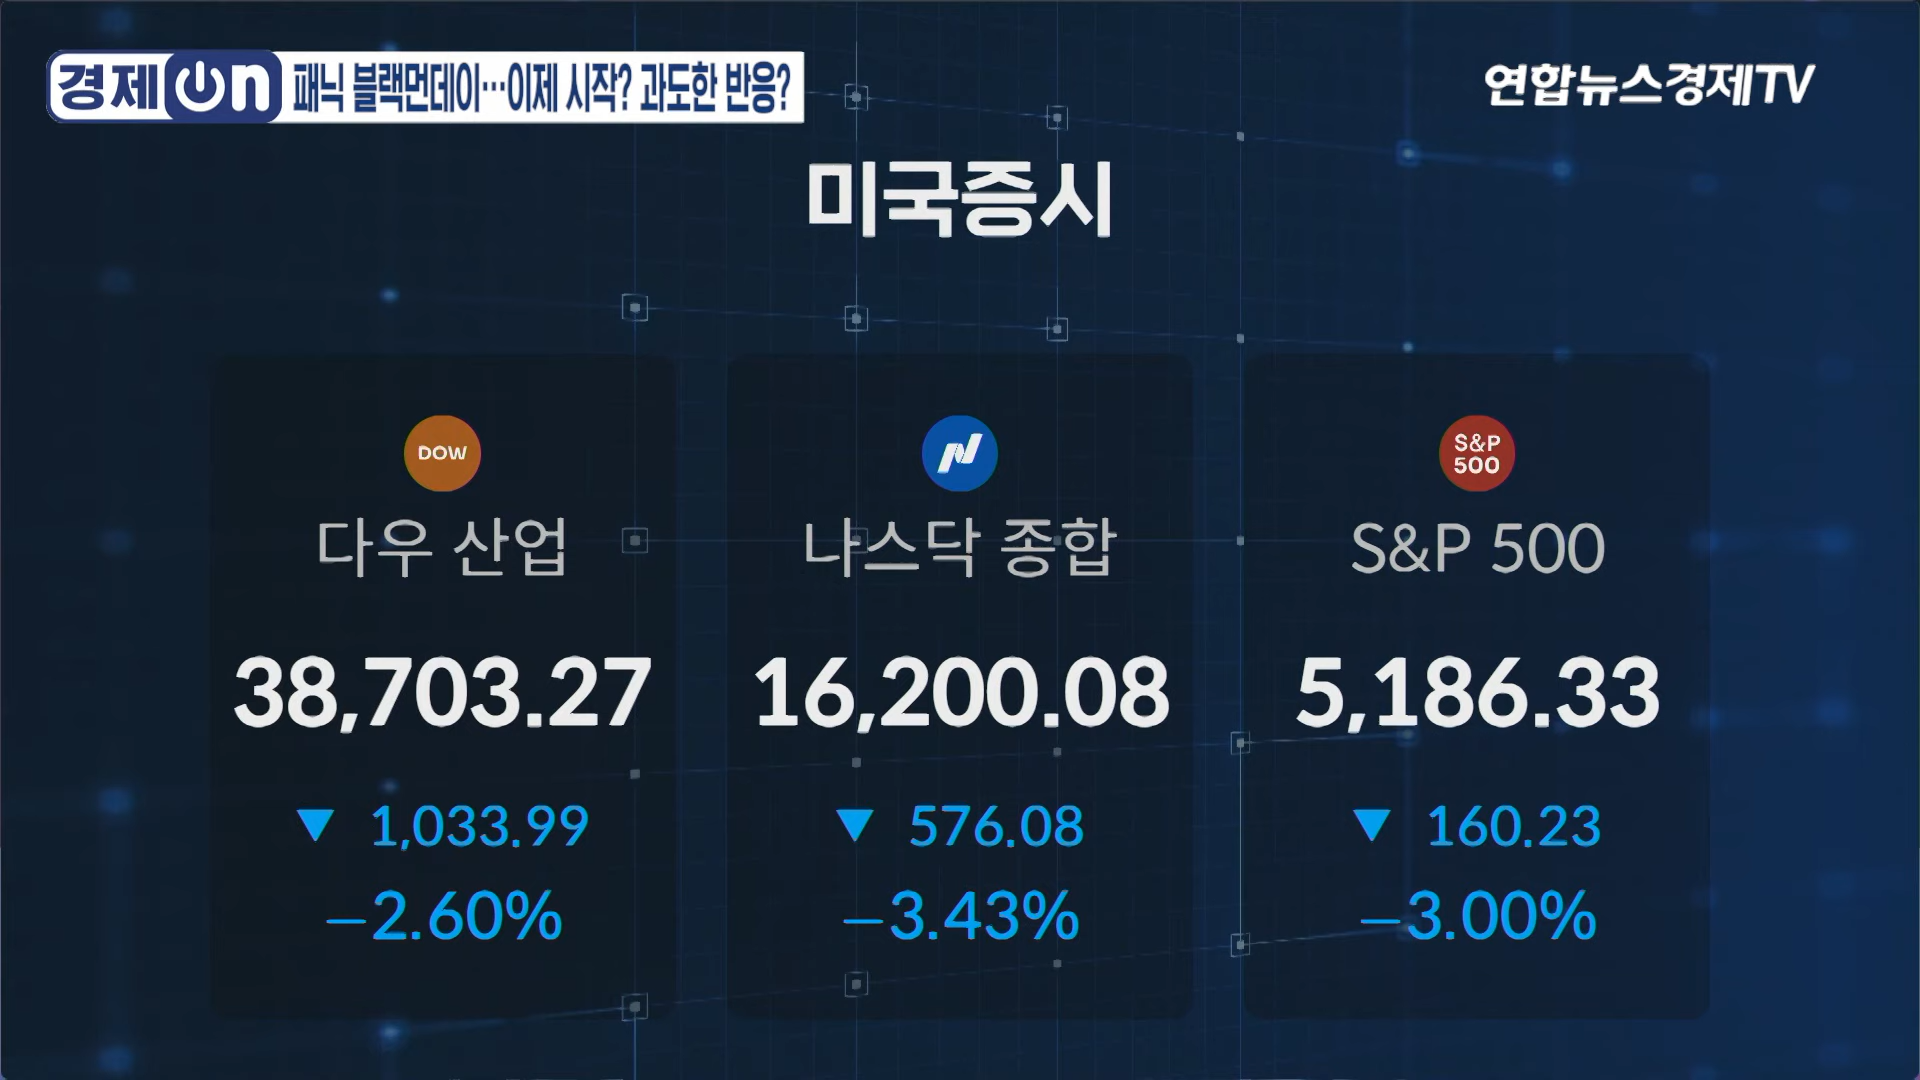 경제On 패닉 블랙먼데이…이제 시작? 과도한 반응?
연합뉴스경제TV
미국증시
DOW
다우 산업
38,703.27
▼ 1,033.99
−2.60%
나스닥 종합
16,200.08
▼ 576.08
−3.43%
S&P
500
S&P 500
5,186.33
▼ 160.23
−3.00%